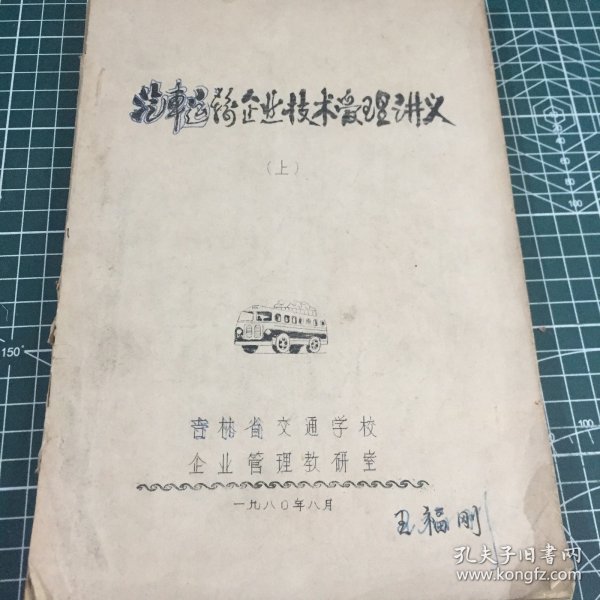 汽車运输企业技术管理讲义
（上）
吉林省交通学校
企业管理教研室
一九八〇年八月
王福刚
150°
孔夫子旧书网
www.kongfz.com